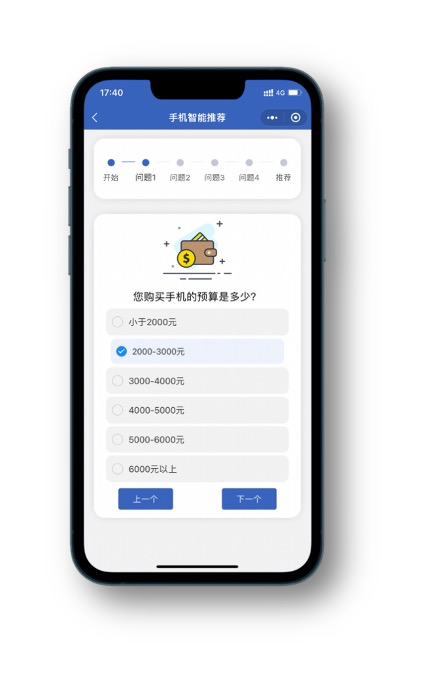 17:40
4G
手机智能推荐
开始 问题1 问题2 问题3 问题4 推荐
$
您购买手机的预算是多少?
小于2000元
2000-3000元
3000-4000元
4000-5000元
5000-6000元
6000元以上
上一个 下一个